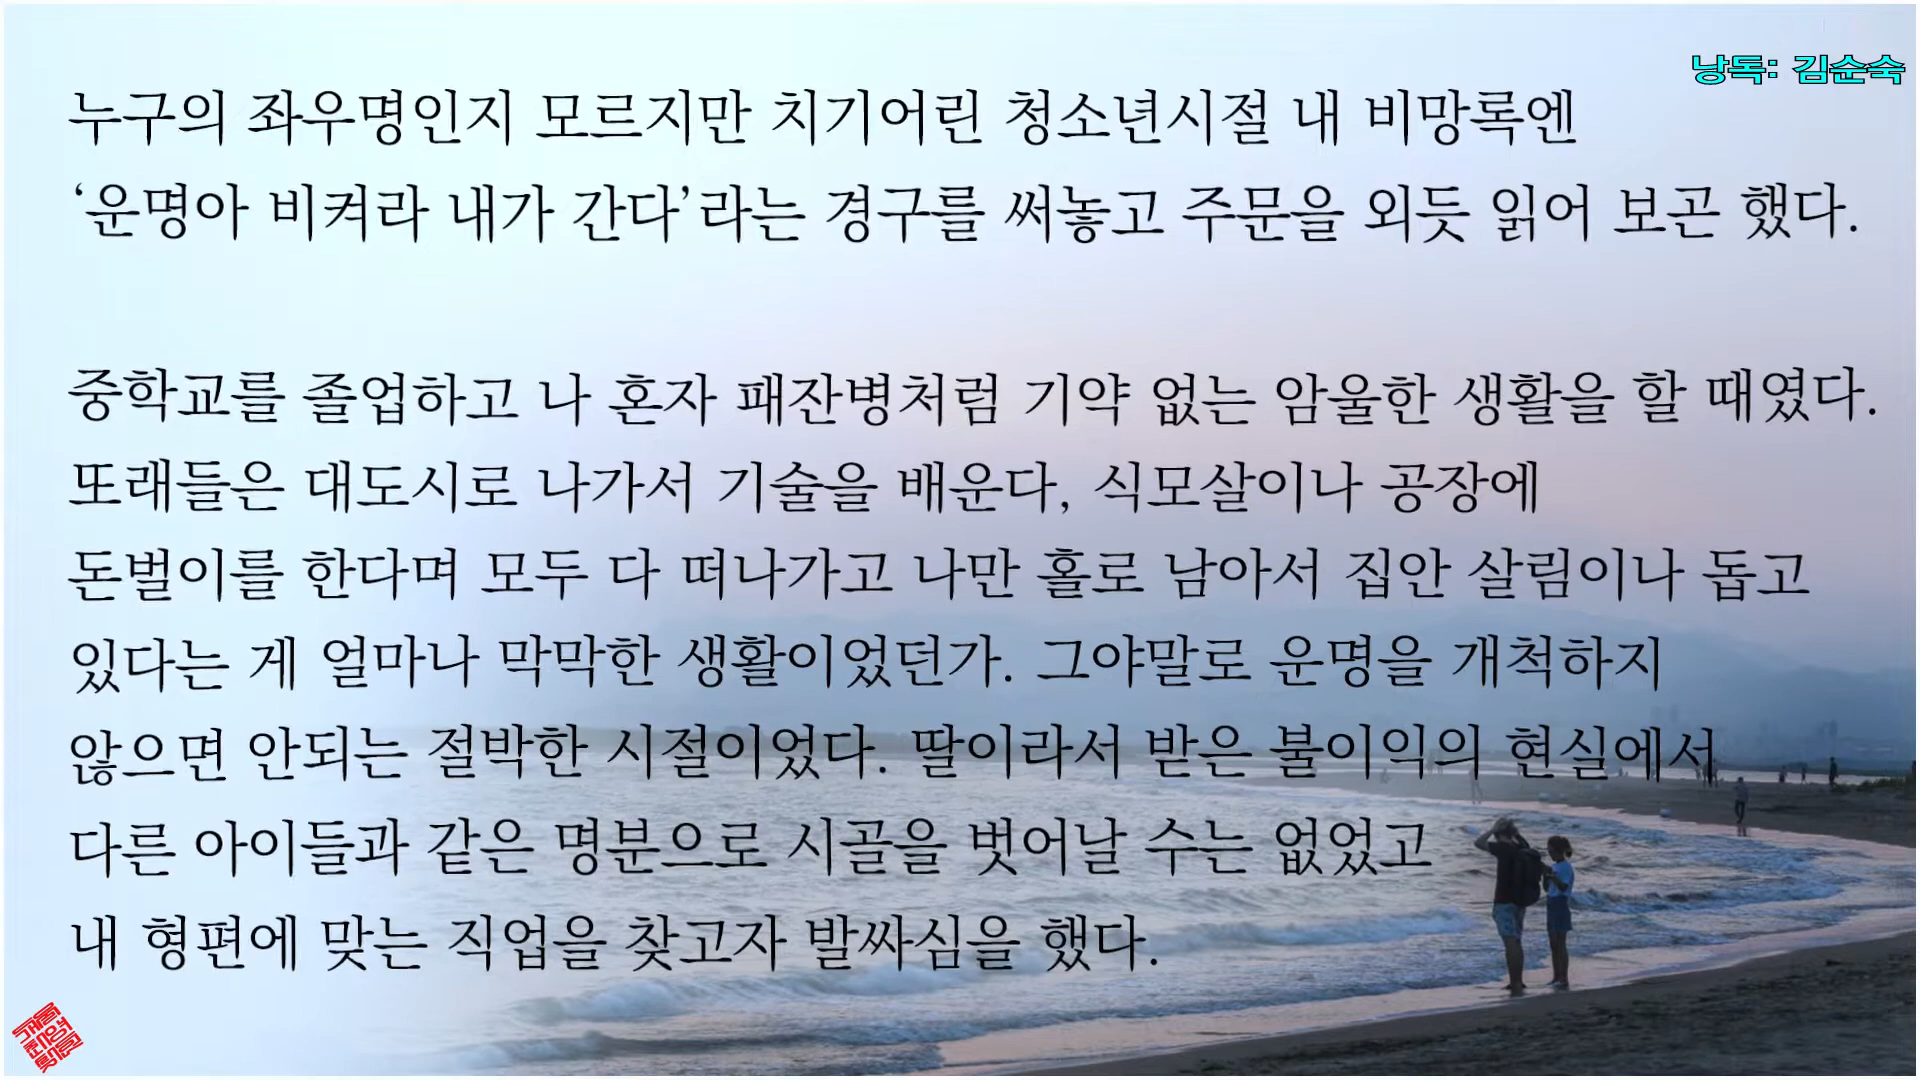 낭독: 김순숙
누구의 좌우명인지 모르지만 치기어린 청소년시절 내 비망록엔
‘운명아 비켜라 내가 간다’라는 경구를 써놓고 주문을 외듯 읽어 보곤 했다.
중학교를 졸업하고 나 혼자 패잔병처럼 기약 없는 암울한 생활을 할 때였다.
또래들은 대도시로 나가서 기술을 배운다, 식모살이나 공장에
돈벌이를 한다며 모두 다 떠나가고 나만 홀로 남아서 집안 살림이나 돕고
있다는 게 얼마나 막막한 생활이었던가. 그야말로 운명을 개척하지
않으면 안되는 절박한 시절이었다. 딸이라서 받은 불이익의 현실에서
다른 아이들과 같은 명분으로 시골을 벗어날 수는 없었고
내 형편에 맞는 직업을 찾고자 발싸심을 했다.